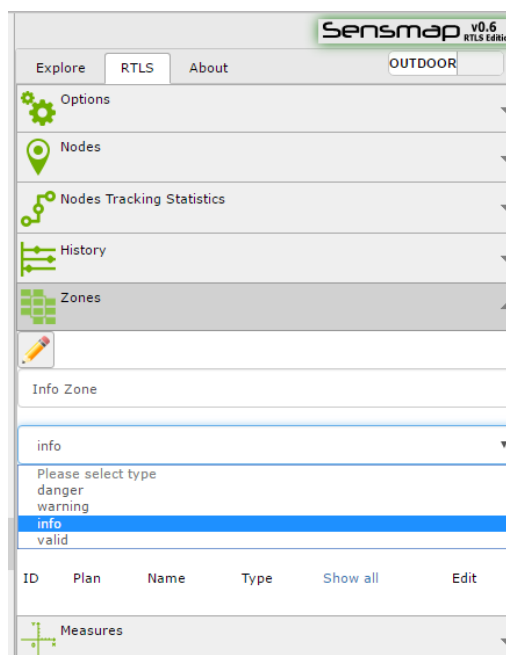 Sensmap v0.6
RTLS Editio
Explore RTLS About OUTDOOR
Options
Nodes
Nodes Tracking Statistics
History
Zones
Info Zone
info
Please select type
danger
warning
info
valid
ID Plan Name Type Show all Edit
Measures